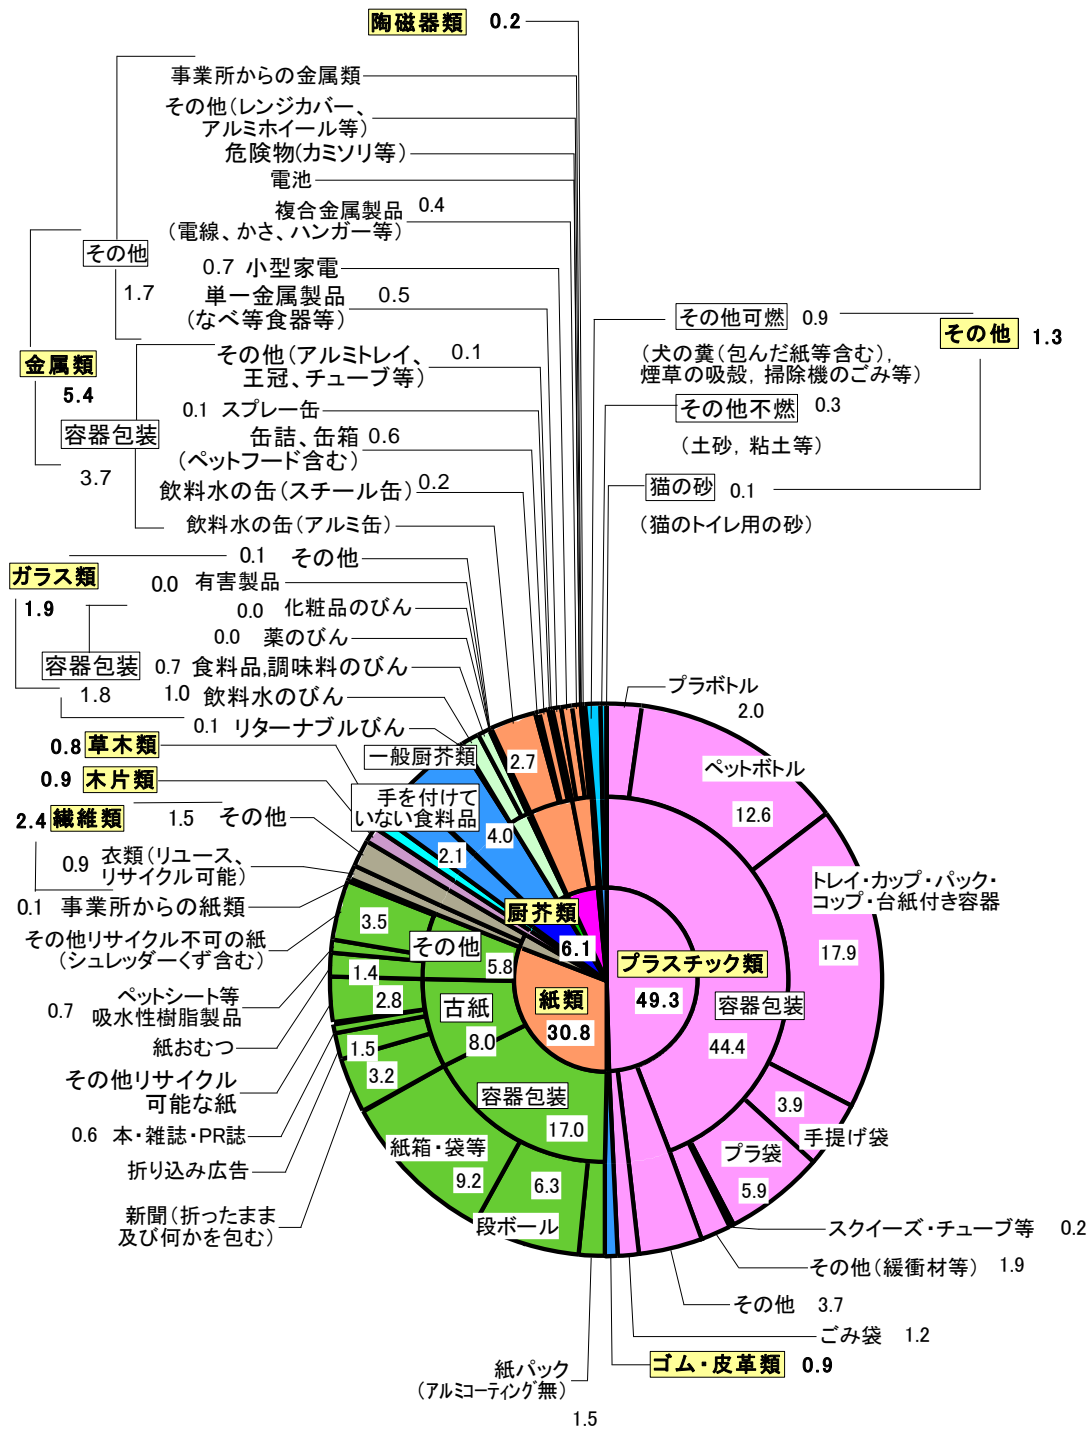 陶磁器類 0.2
事業所からの金属類
その他(レンジカバー、
アルミホイール等)
危険物(カミソリ等)
電池
複合金属製品 0.4
(電線、かさ、ハンガー等)
その他
1.7
0.7 小型家電
単一金属製品 0.5
(なべ等食器等)
金属類
5.4
その他(アルミトレイ、 0.1
王冠、チューブ等)
0.1 スプレー缶
容器包装
3.7
缶詰、缶箱 0.6
(ペットフード含む)
飲料水の缶(スチール缶) 0.2
飲料水の缶(アルミ缶)
その他可燃 0.9
その他 1.3
(犬の糞(包んだ紙等含む),
煙草の吸殻,掃除機のごみ等)
その他不燃 0.3
(土砂,粘土等)
猫の砂 0.1
(猫のトイレ用の砂)
0.1 その他
ガラス類
1.9
0.0 有害製品
0.0 化粧品のびん
0.0 薬のびん
容器包装
1.8
0.7 食料品,調味料のびん
1.0 飲料水のびん
0.1 リターナブルびん
0.8 草木類
0.9 木片類
2.4 繊維類
1.5 その他
0.9 衣類(リユース、
リサイクル可能)
0.1 事業所からの紙類
その他リサイクル不可の紙
(シュレッダーくず含む)
0.7 ペットシート等
吸水性樹脂製品
紙おむつ
その他リサイクル
可能な紙
0.6 本・雑誌・PR誌
折り込み広告
新聞(折ったまま
及び何かを包む)
一般厨芥類
手を付けて
いない食料品
2.7
4.0
2.1
厨芥類
6.1
プラボトル
2.0
ペットボトル
12.6
トレイ・カップ・パック・
コップ・台紙付き容器
17.9
プラスチック類
49.3
容器包装
44.4
3.9
手提げ袋
プラ袋
5.9
スクイーズ・チューブ等 0.2
その他(緩衝材等) 1.9
その他 3.7
ごみ袋 1.2
ゴム・皮革類 0.9
3.5
その他
5.8
1.4
2.8
紙類
30.8
古紙
8.0
1.5
3.2
容器包装
17.0
紙箱・袋等
9.2
6.3
段ボール
紙パック
(アルミコーティング無)
1.5